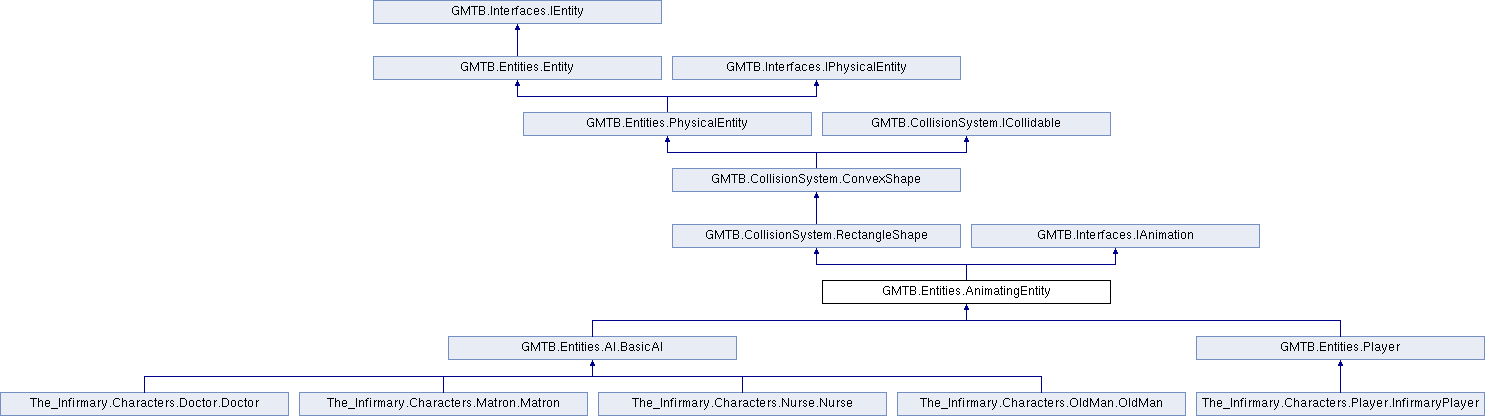 GMTB.Interfaces.IEntity
GMTB.Entities.Entity
GMTB.Interfaces.IPhysicalEntity
GMTB.Entities.PhysicalEntity
GMTB.CollisionSystem.ICollidable
GMTB.CollisionSystem.ConvexShape
GMTB.CollisionSystem.RectangleShape
GMTB.Interfaces.IAnimation
GMTB.Entities.AnimatingEntity
GMTB.Entities.AI.BasicAI
GMTB.Entities.Player
The_Infirmary.Characters.Doctor.Doctor
The_Infirmary.Characters.Matron.Matron
The_Infirmary.Characters.Nurse.Nurse
The_Infirmary.Characters.OldMan.OldMan
The_Infirmary.Characters.Player.InfirmaryPlayer